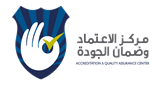 مركز الاعتماد
وضمان الجودة
ACCREDITATION & QUALITY ASSURANCE CENTER